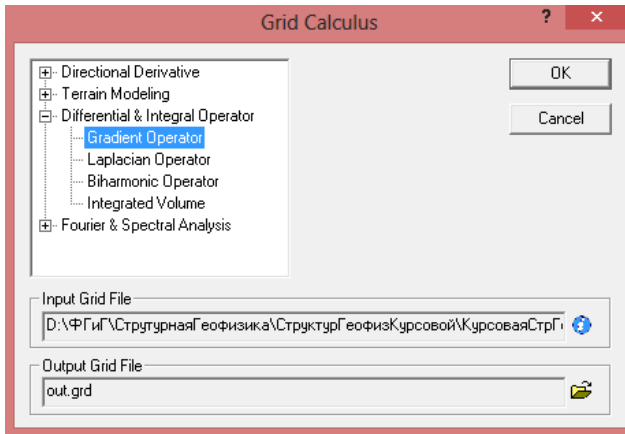 Grid Calculus
?
×
Directional Derivative
Terrain Modeling
Differential & Integral Operator
Gradient Operator
Laplacian Operator
Biharmonic Operator
Integrated Volume
Fourier & Spectral Analysis
OK
Cancel
Input Grid File
D:\ФГиГ\СтрутурнаяГеофизика\СтруктурГеофизКурсовой\КурсоваяСтрГ
Output Grid File
out.grd